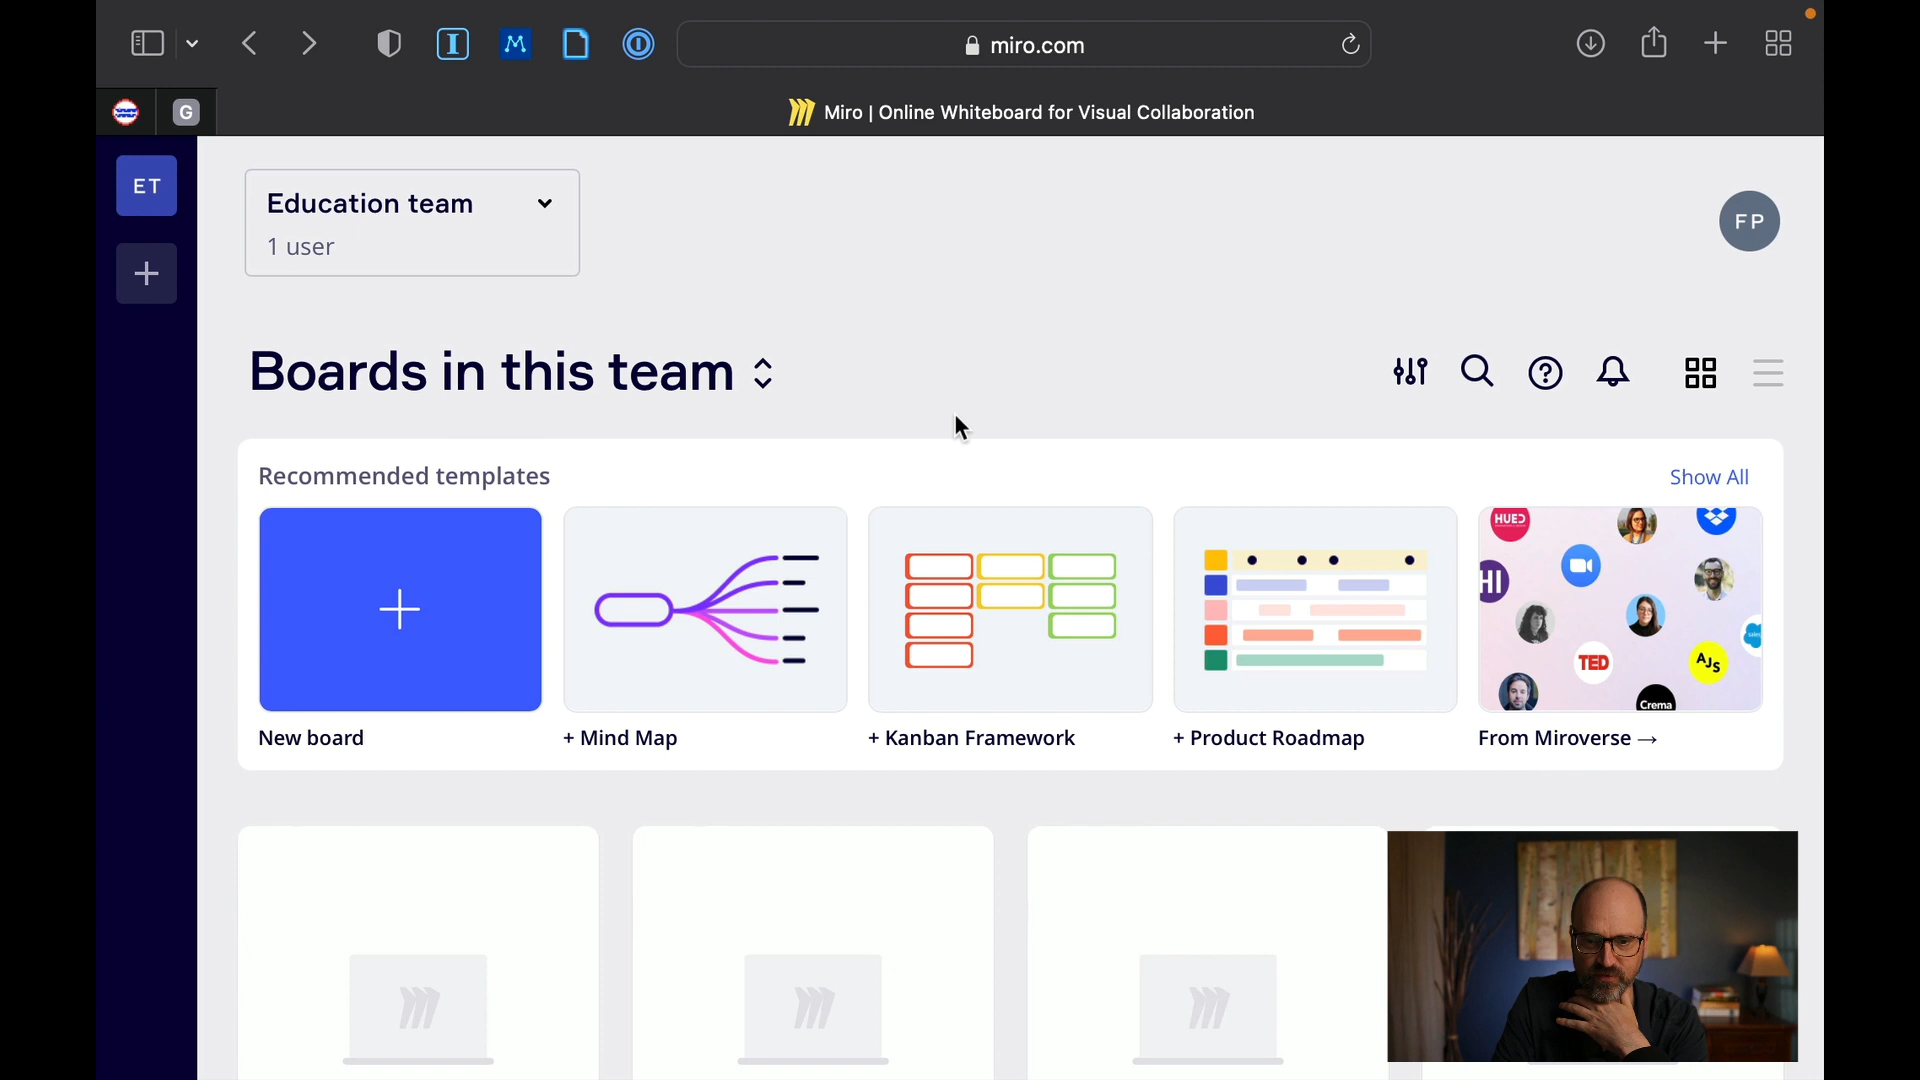 miro.com
G
Miro | Online Whiteboard for Visual Collaboration
ET
Education team
1 user
FP
Boards in this team
Recommended templates
Show All
HUED
HI
TED
AJS
Crema
New board
+ Mind Map
+ Kanban Framework
+ Product Roadmap
From Miroverse →